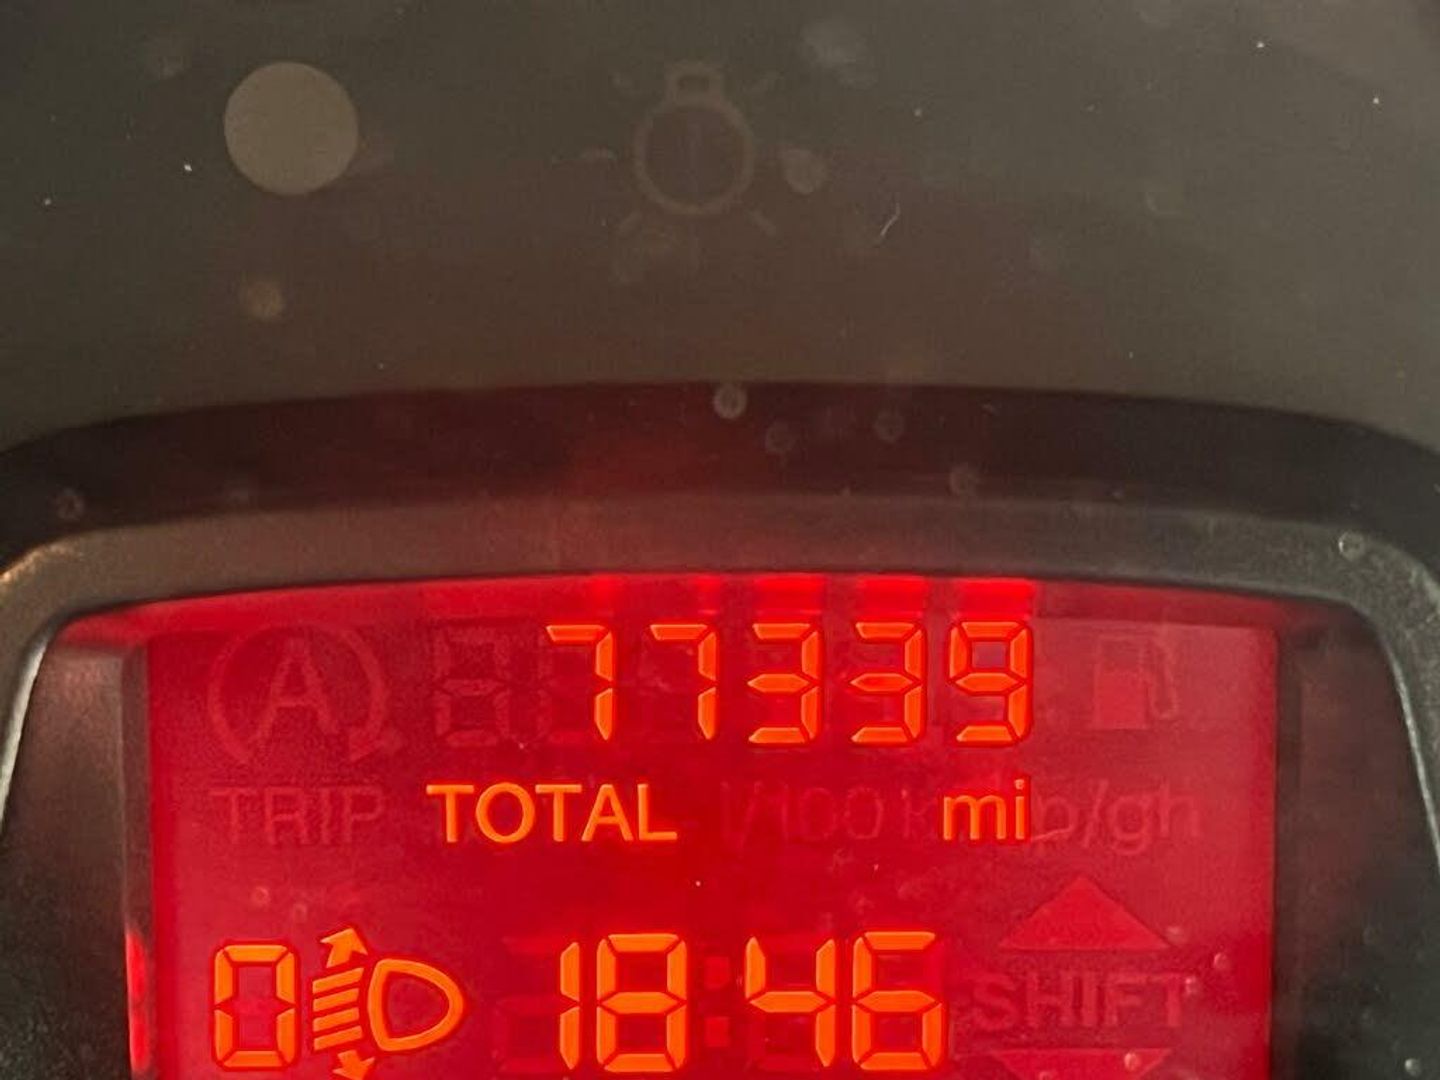 77339
TRIP TOTAL mi
0 18:46
SHIFT